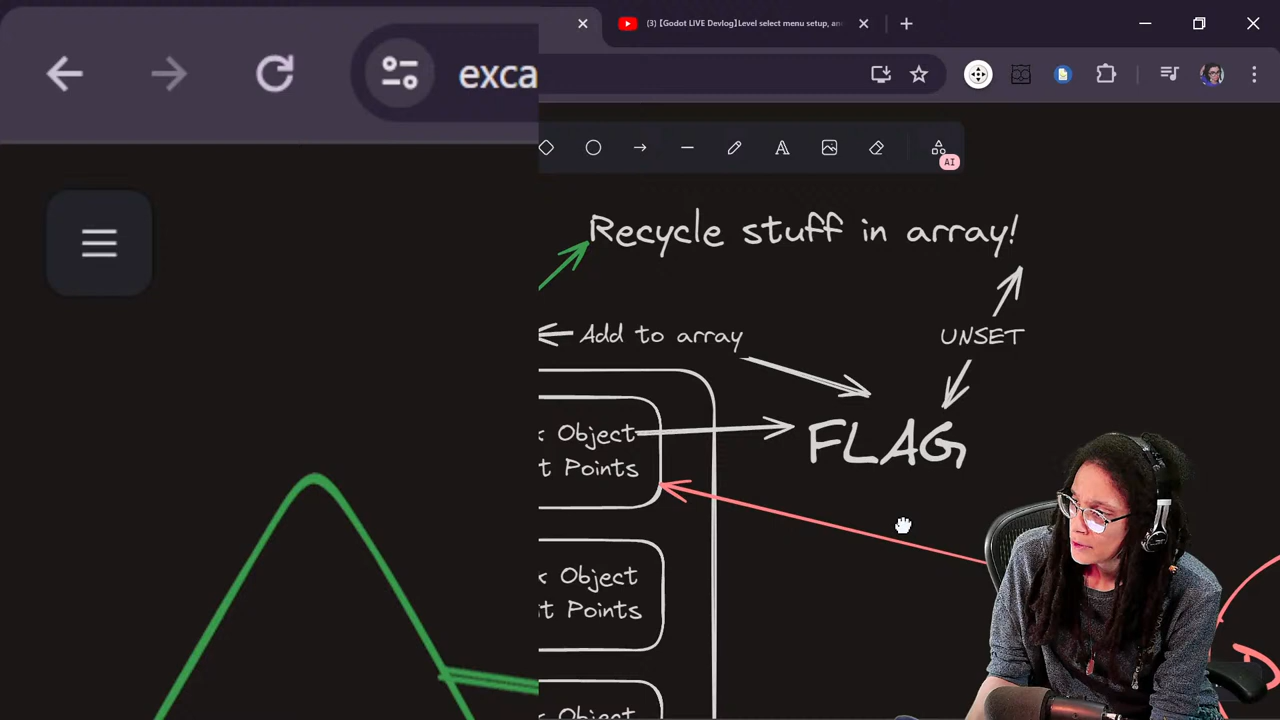 (3) [Godot LIVE Devlog]Level select menu setup, an
exca
AI
Recycle stuff in array!
Add to array
UNSET
Object
t Points
FLAG
Object
t Points
Object